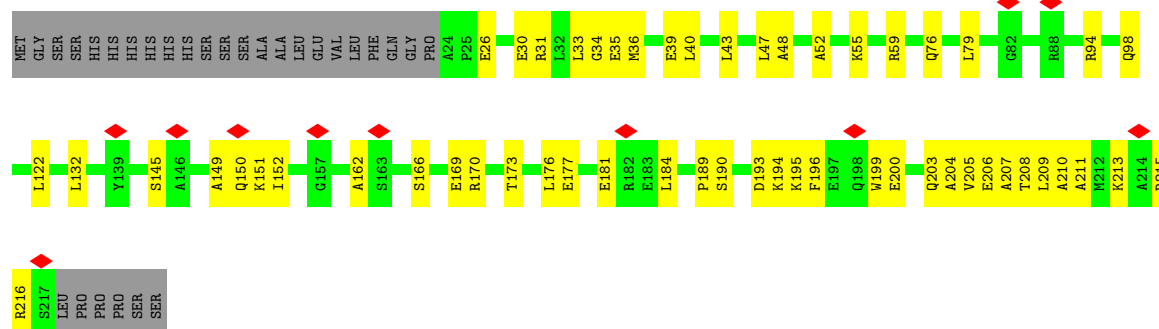 MET GLY SER SER HIS HIS HIS HIS HIS HIS SER SER SER ALA ALA LEU GLU VAL LEU PHE GLN GLY PRO A24 P25 E26 E30 R31 L32 L33 G34 E35 M36 E39 L40 L43 L47 A48 A52 K55 R59 Q76 L79 G82 R88 R94 Q98
L122 L132 Y139 S145 A146 A149 Q150 K151 I152 G157 A162 S163 S166 E169 R170 T173 L176 E177 E181 R182 E183 L184 P189 S190 D193 K194 K195 F196 E197 Q198 W199 E200 Q203 A204 V205 E206 A207 T208 L209 A210 A211 M212 K213 A214
R216 S217 LEU PRO PRO PRO SER SER